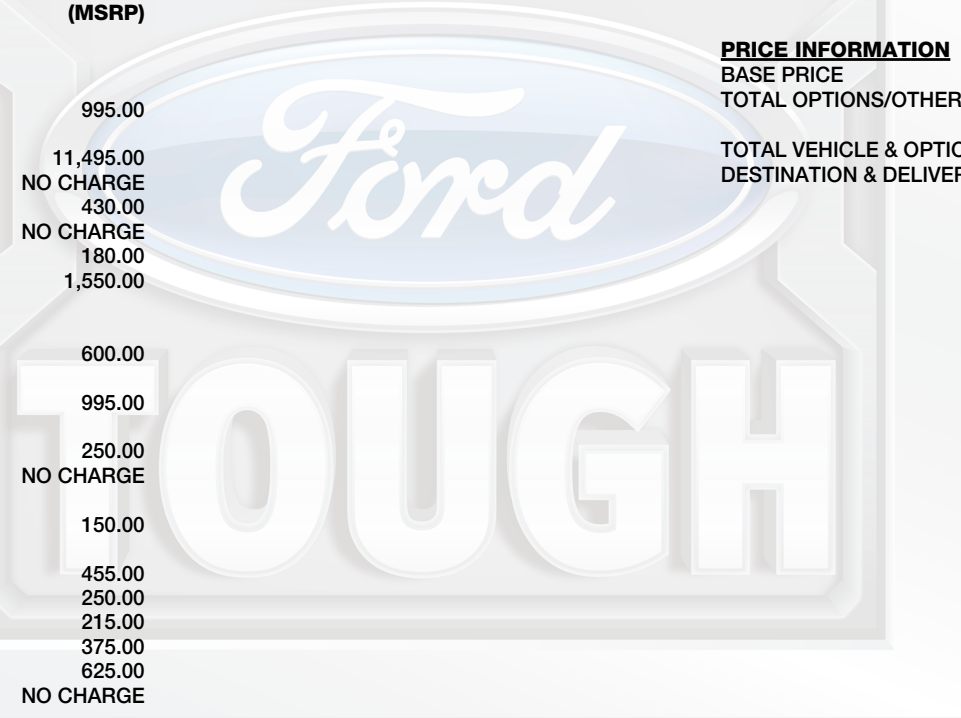 (MSRP)
995.00
11,495.00
NO CHARGE
430.00
NO CHARGE
180.00
1,550.00
600.00
995.00
250.00
NO CHARGE
150.00
455.00
250.00
215.00
375.00
625.00
NO CHARGE
PRICE INFORMATION
BASE PRICE
TOTAL OPTIONS/OTHER
TOTAL VEHICLE & OPTIO
DESTINATION & DELIVER
Ford
TOUGH